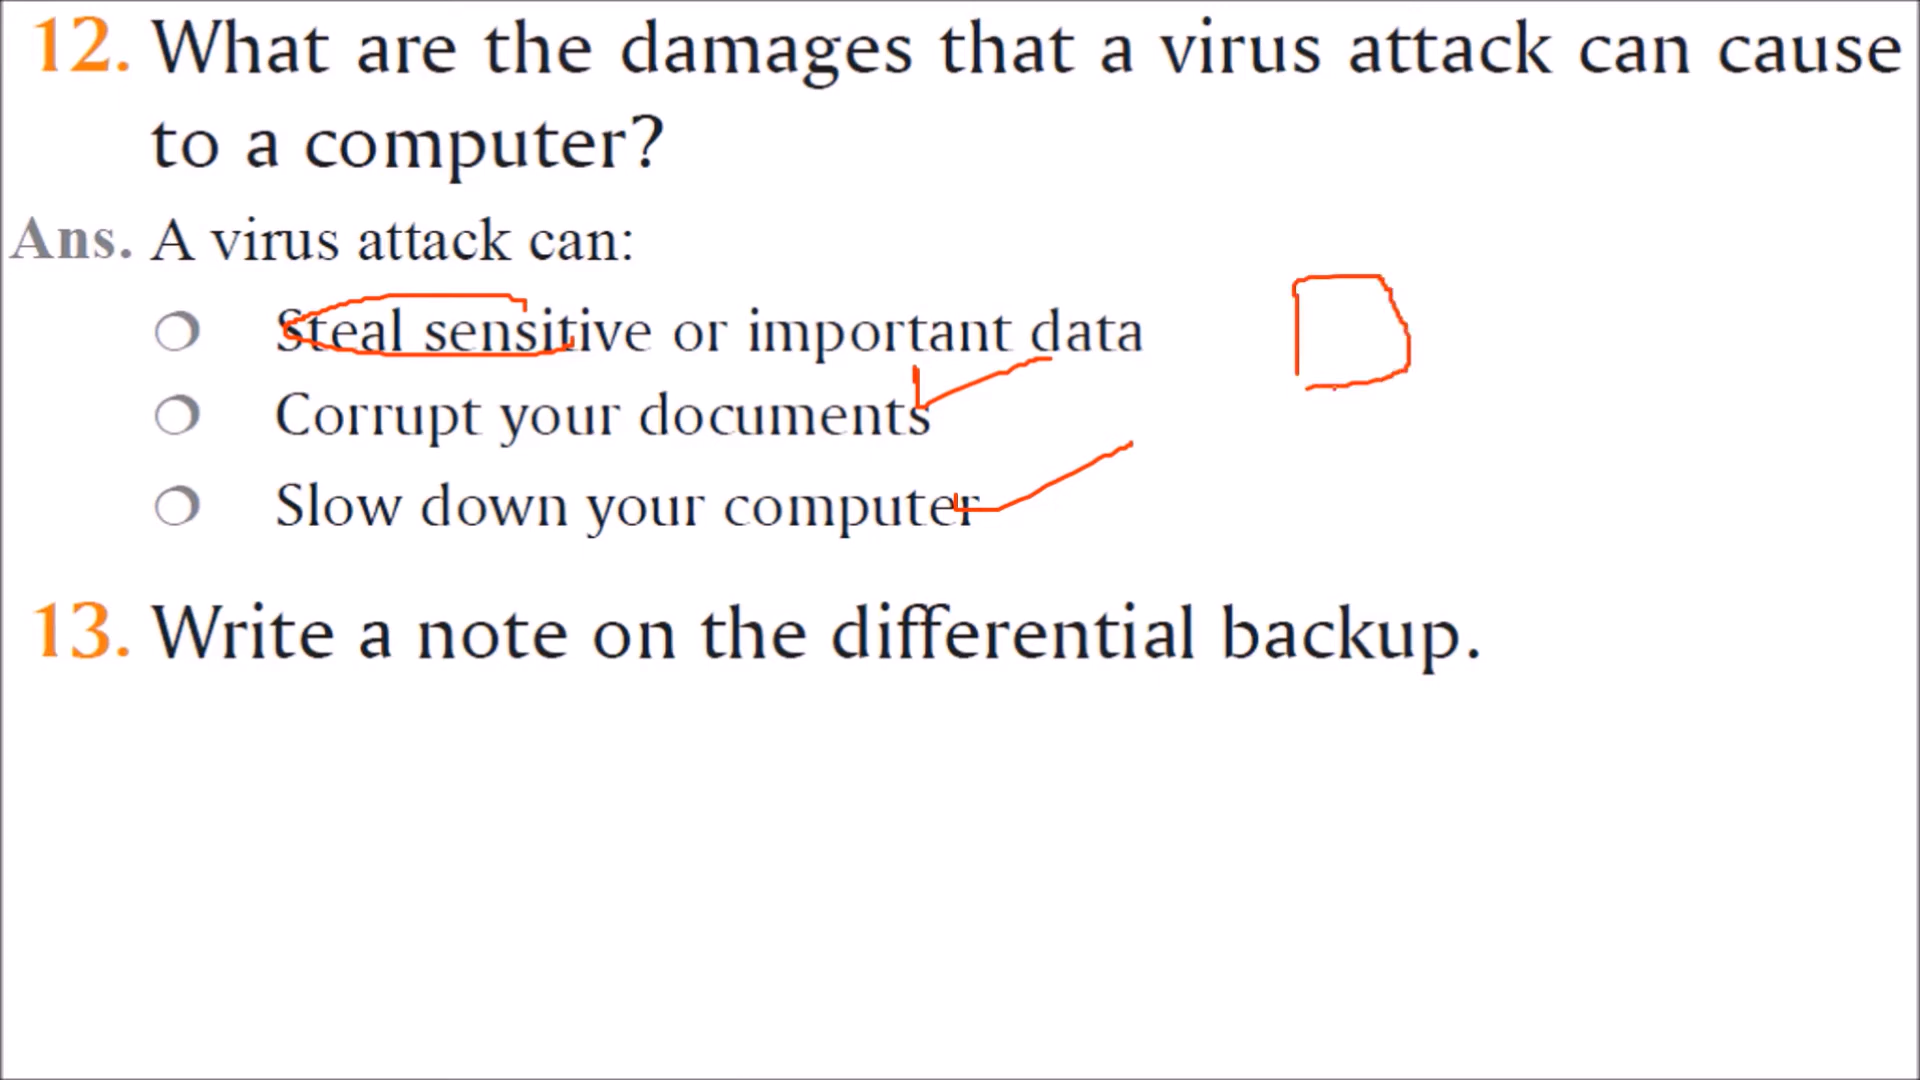 12. What are the damages that a virus attack can cause
to a computer?
Ans. A virus attack can:
Steal sensitive or important data
Corrupt your documents
Slow down your computer
13. Write a note on the differential backup.